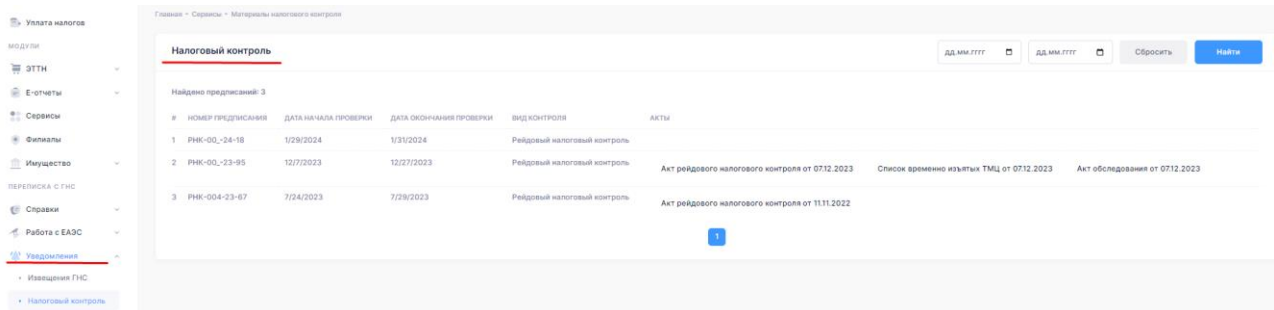 Уплата налогов
МОДУЛИ
ЭТТН
Е-отчеты
Сервисы
Филиалы
Имущество
ПЕРЕПИСКА С ГНС
Справки
Работа с ЕАЭС
Уведомления
Извещения ГНС
Налоговый контроль
Главная - Сервисы - Материалы налогового контроля
Налоговый контроль
дд.мм.гггг дд.мм.гггг Сбросить Найти
Найдено предписаний: 3
# НОМЕР ПРЕДПИСАНИЯ ДАТА НАЧАЛА ПРОВЕРКИ ДАТА ОКОНЧАНИЯ ПРОВЕРКИ ВИД КОНТРОЛЯ АКТЫ
1 РНК-00_-24-18 1/29/2024 1/31/2024 Рейдовый налоговый контроль
2 РНК-00_-23-95 12/7/2023 12/27/2023 Рейдовый налоговый контроль Акт рейдового налогового контроля от 07.12.2023 Список временно изъятых ТМЦ от 07.12.2023 Акт обследования от 07.12.2023
3 РНК-004-23-67 7/24/2023 7/29/2023 Рейдовый налоговый контроль Акт рейдового налогового контроля от 11.11.2022
1